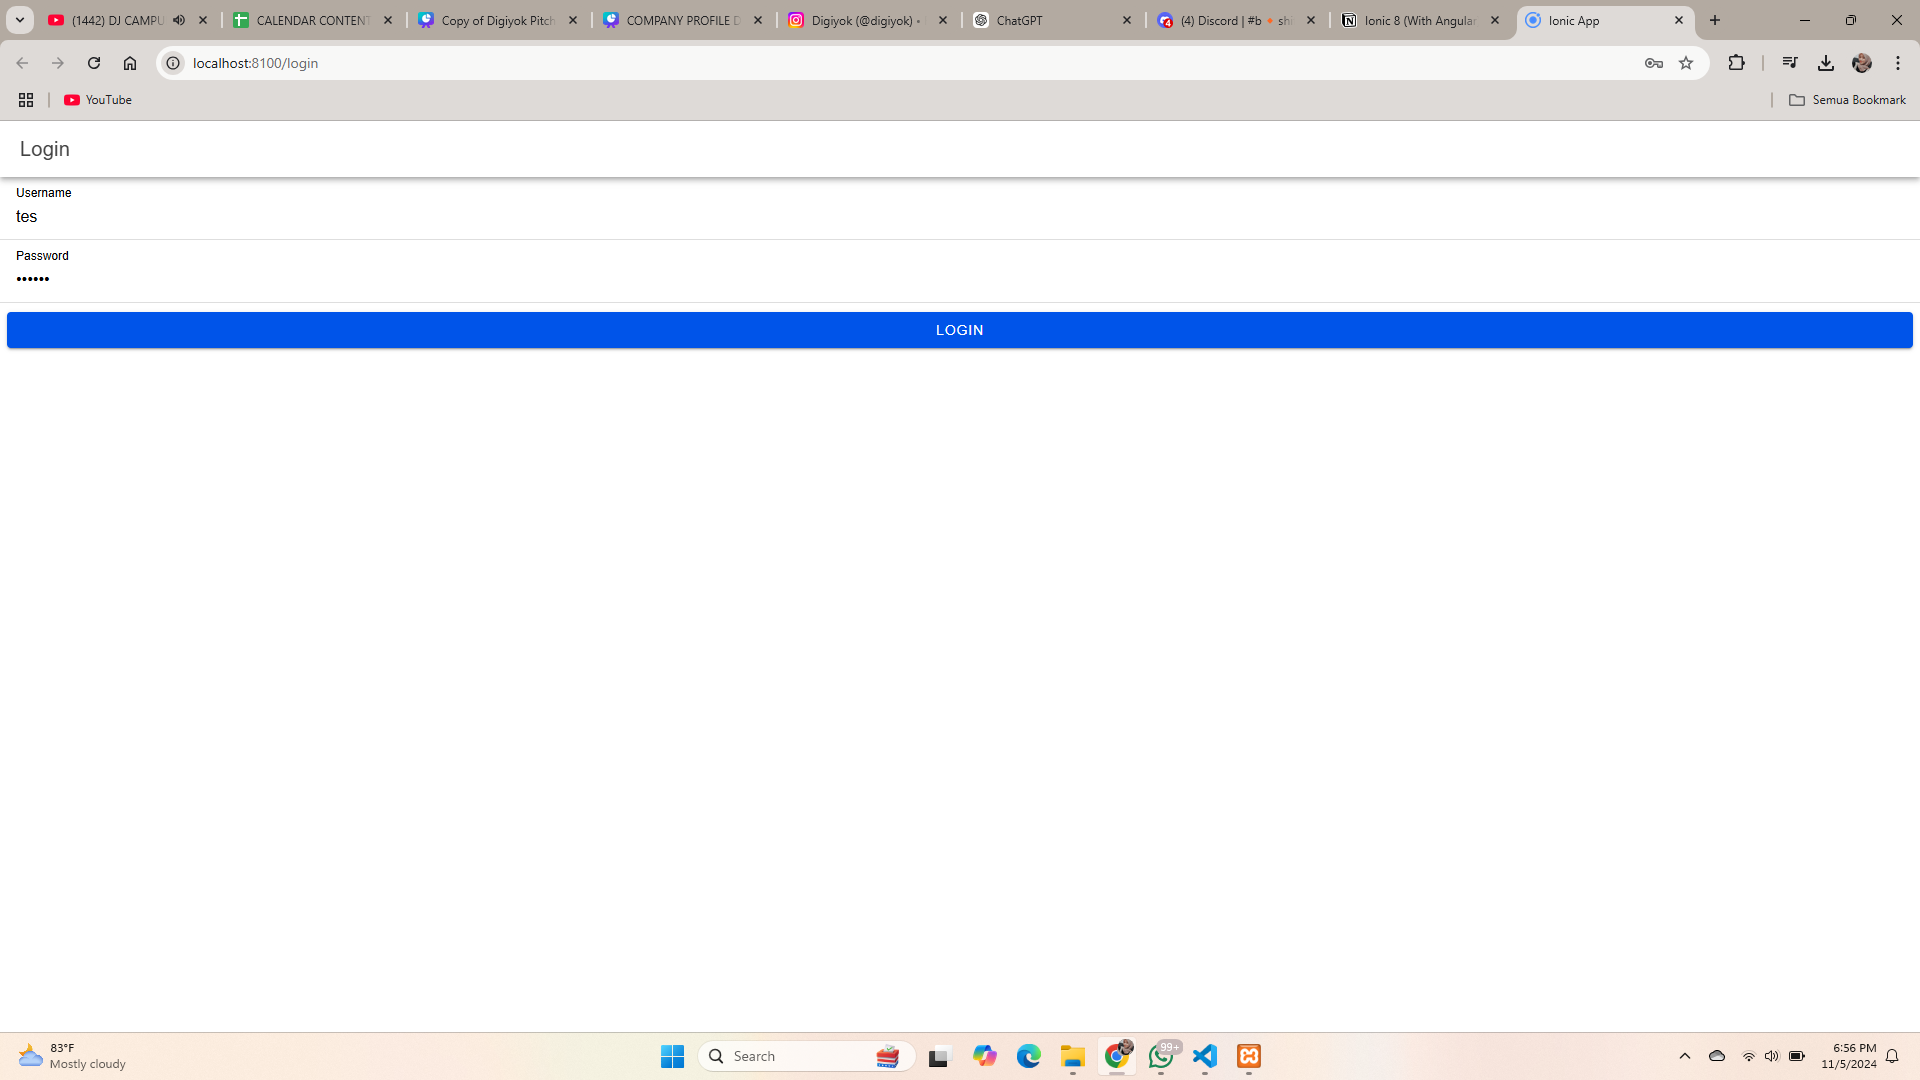 (1442) DJ CAMPU
CALENDAR CONTENT
Copy of Digiyok Pitch
COMPANY PROFILE D
Digiyok (@digiyok) •
ChatGPT
(4) Discord | #b shi
Ionic 8 (With Angular
Ionic App
localhost:8100/login
YouTube
Semua Bookmark
Login
Username
tes
Password
••••••
LOGIN
83°F
Mostly cloudy
Search
99+
6:56 PM
11/5/2024